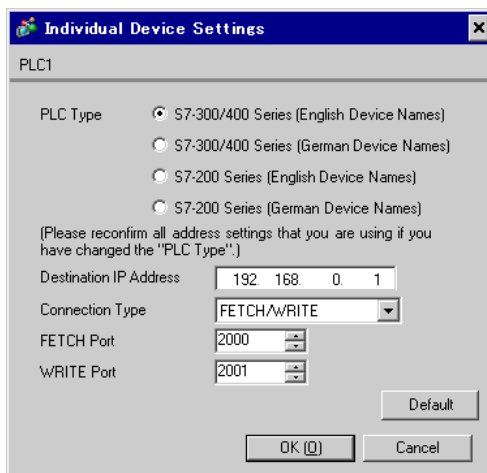 Individual Device Settings
PLC1
PLC Type
S7-300/400 Series (English Device Names)
S7-300/400 Series (German Device Names)
S7-200 Series (English Device Names)
S7-200 Series (German Device Names)
(Please reconfirm all address settings that you are using if you
have changed the "PLC Type".)
Destination IP Address 192. 168. 0. 1
Connection Type FETCH/WRITE
FETCH Port 2000
WRITE Port 2001
Default
OK (O) Cancel